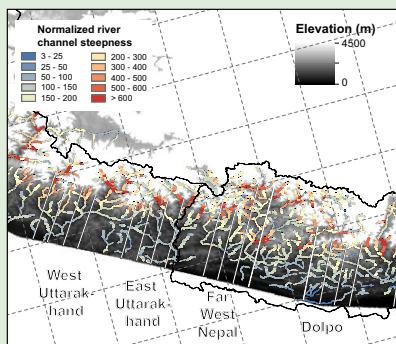 Normalized river
channel steepness
3 - 25
25 - 50
50 - 100
100 - 150
150 - 200
200 - 300
300 - 400
400 - 500
500 - 600
> 600
Elevation (m)
4500
0
West
Uttarak-
hand
East
Uttarak-
hand
Far
West
Nepal
Dolpo